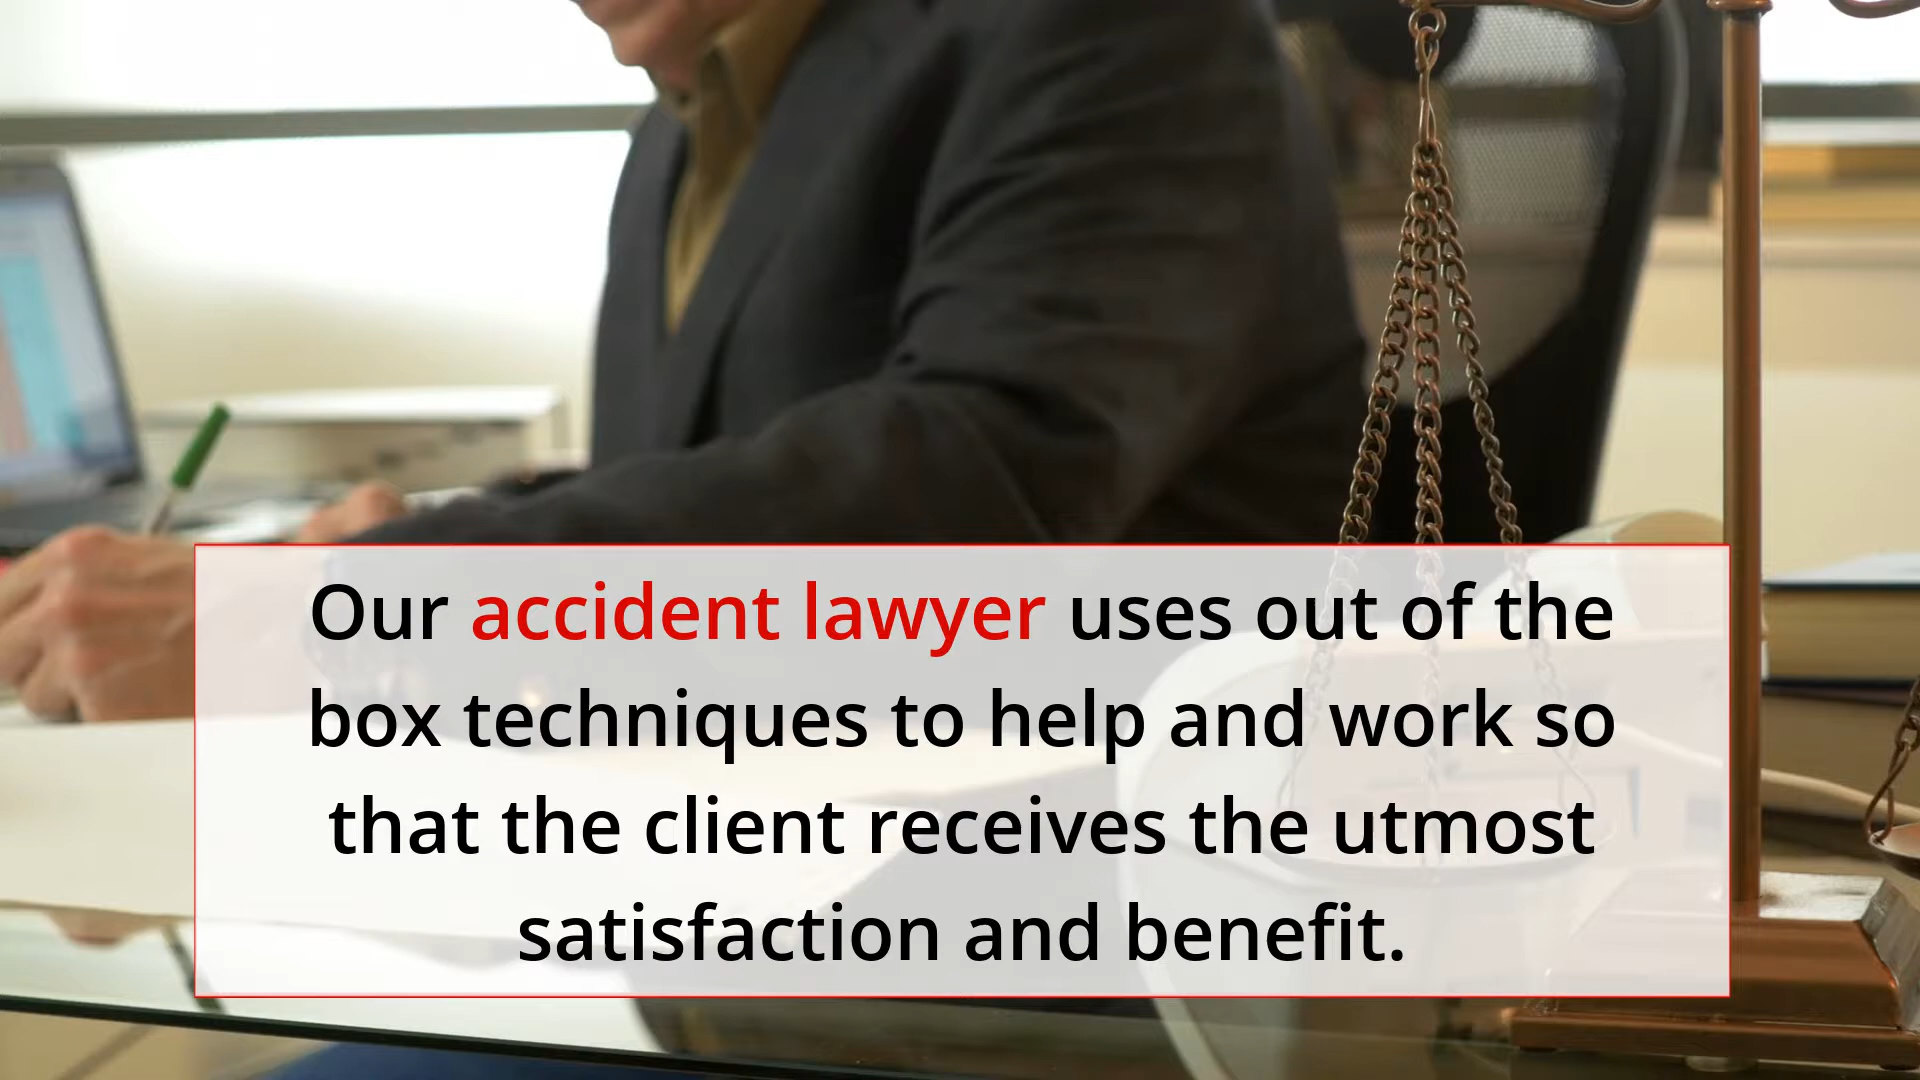 Our accident lawyer uses out of the
box techniques to help and work so
that the client receives the utmost
satisfaction and benefit.